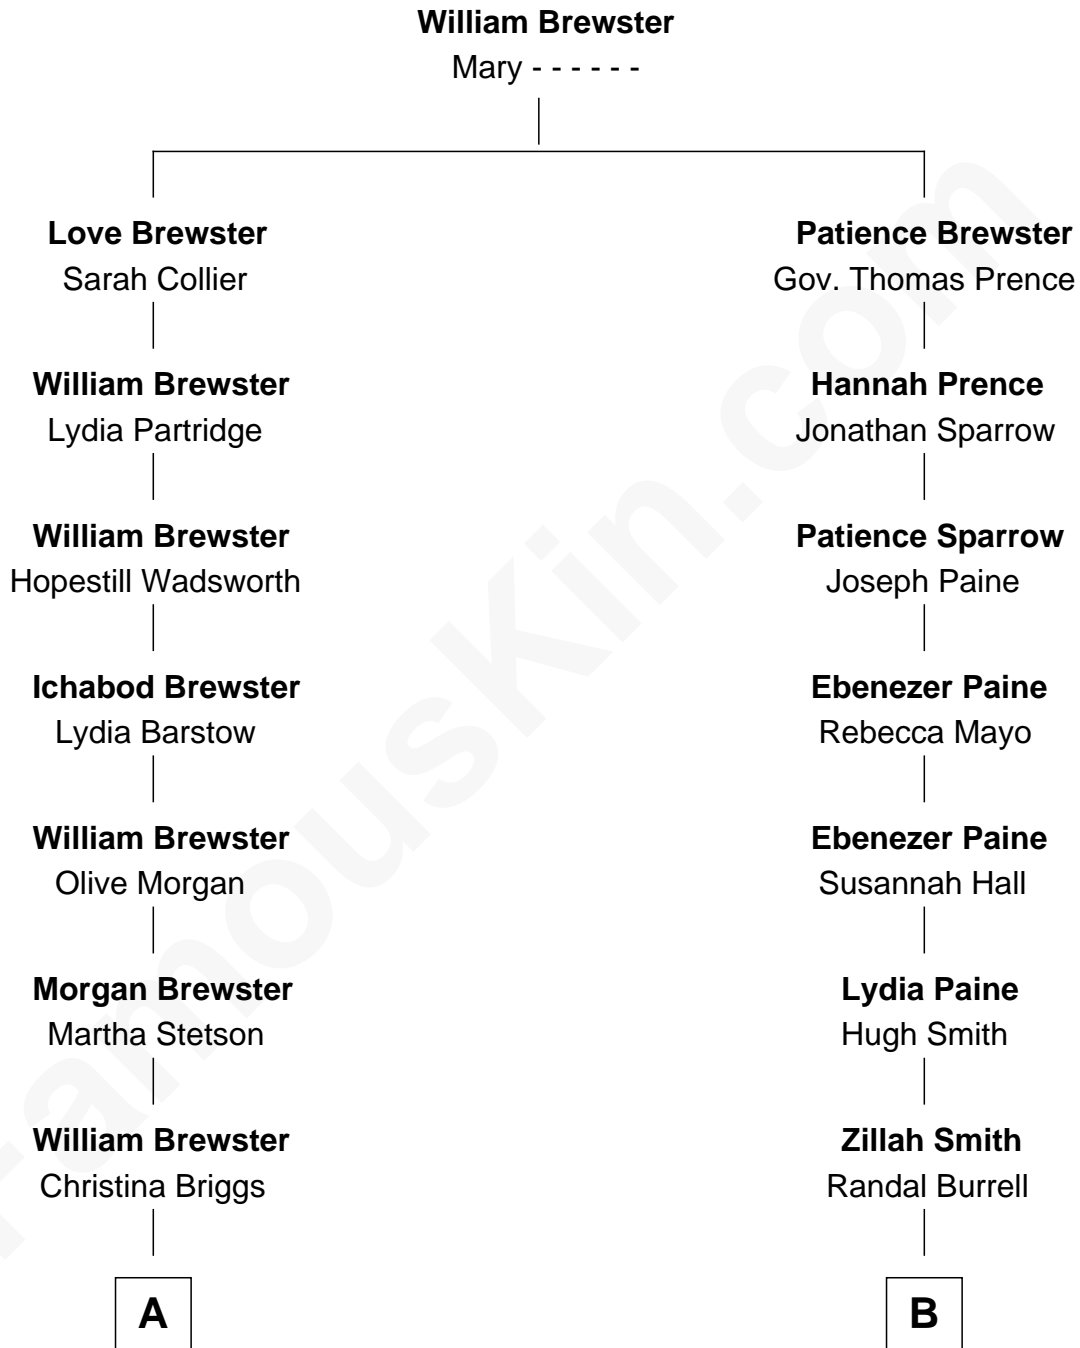 William Brewster
Mary - - - - - -
Love Brewster
Sarah Collier
Patience Brewster
Gov. Thomas Prence
William Brewster
Lydia Partridge
Hannah Prence
Jonathan Sparrow
William Brewster
Hopestill Wadsworth
Patience Sparrow
Joseph Paine
Ichabod Brewster
Lydia Barstow
Ebenezer Paine
Rebecca Mayo
William Brewster
Olive Morgan
Ebenezer Paine
Susannah Hall
Morgan Brewster
Martha Stetson
Lydia Paine
Hugh Smith
William Brewster
Christina Briggs
Zillah Smith
Randal Burrell
A
B
FamousKin.com